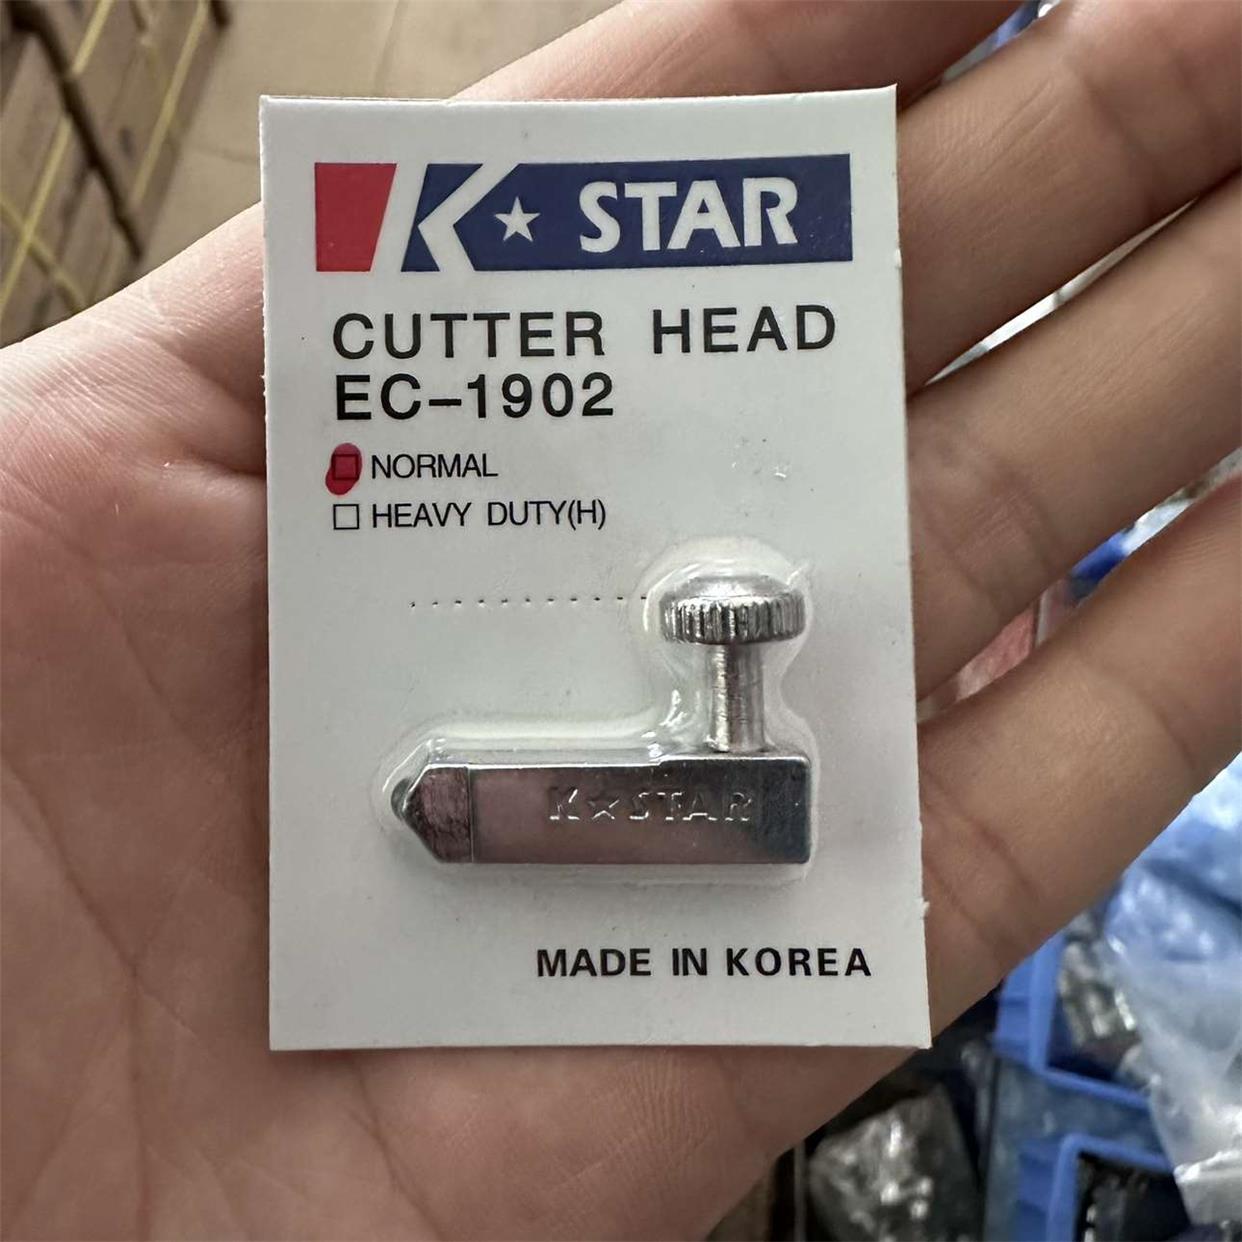 K★STAR
CUTTER HEAD
EC-1902
NORMAL
HEAVY DUTY(H)
K★STAR
MADE IN KOREA